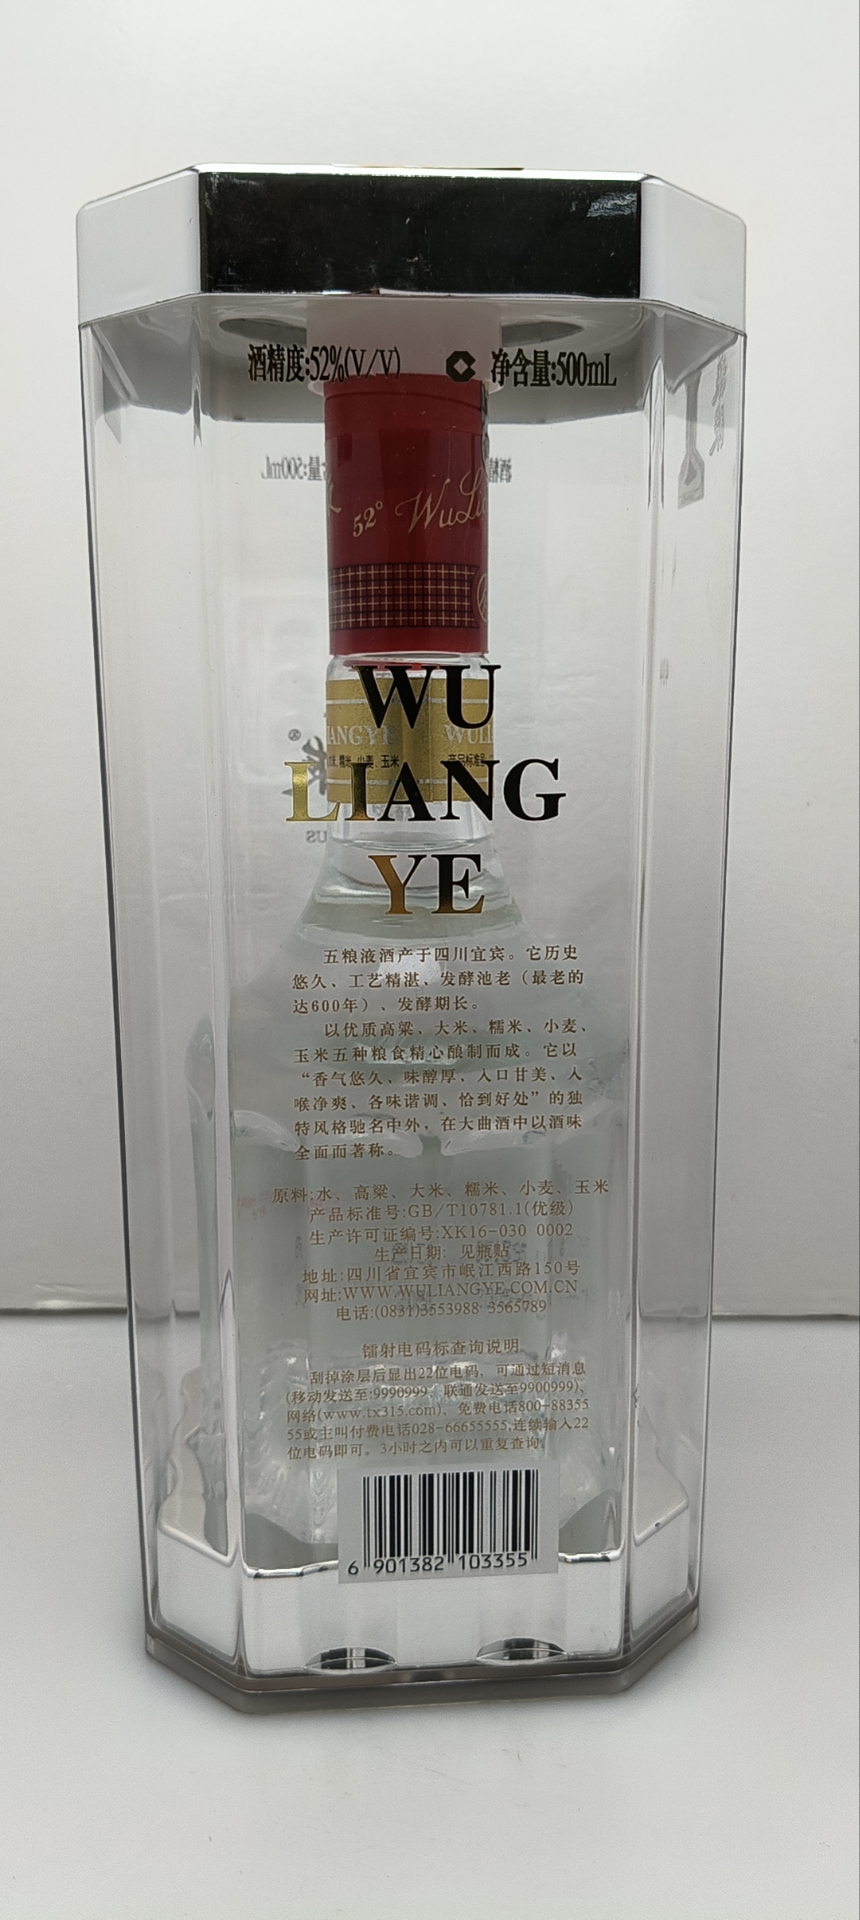 酒精度:52%(V/V) 净含量:500mL
52° WuLi
WU
LIANG
YE
五粮液酒产于四川宜宾。它历史
悠久、工艺精湛、发酵池老（最老的
达600年）、发酵期长。
以优质高粱、大米、糯米、小麦、
玉米五种粮食精心酿制而成。它以
“香气悠久、味醇厚、入口甘美、入
喉净爽、各味谐调、恰到好处”的独
特风格驰名中外，在大曲酒中以酒味
全面而著称。
原料:水、高粱、大米、糯米、小麦、玉米
产品标准号:GB/T10781.1(优级)
生产许可证编号:XK16-030 0002
生产日期: 见瓶贴
地址:四川省宜宾市岷江西路150号
网址:WWW.WULIANGYE.COM.CN
电话:(0831)3553988 3565789
镭射电码标查询说明
刮掉涂层后显出22位电码，可通过短消息
(移动发送至:9990999、联通发送至9900999)、
网络(www.tx315.com)、免费电话800-88355
55或主叫付费电话028-66655555,连续输入22
位电码即可。3小时之内可以重复查询。
6 901382 103355